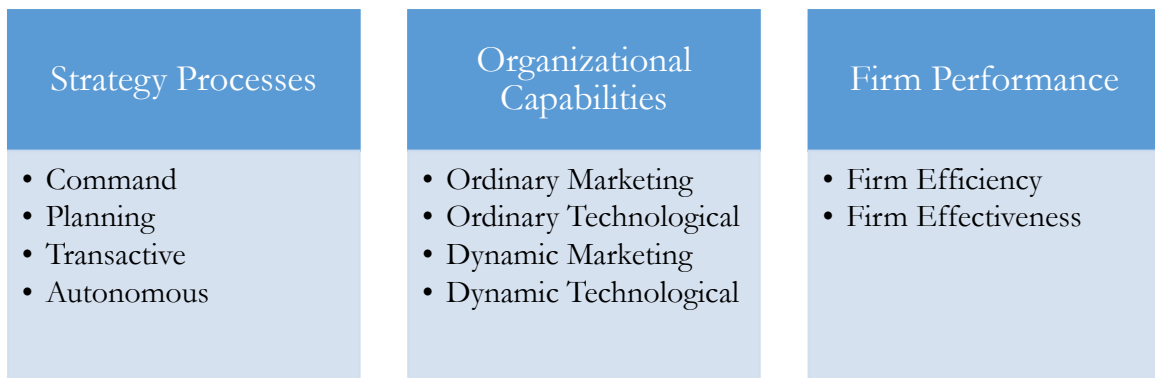 Strategy Processes
• Command
• Planning
• Transactive
• Autonomous
Organizational
Capabilities
• Ordinary Marketing
• Ordinary Technological
• Dynamic Marketing
• Dynamic Technological
Firm Performance
• Firm Efficiency
• Firm Effectiveness